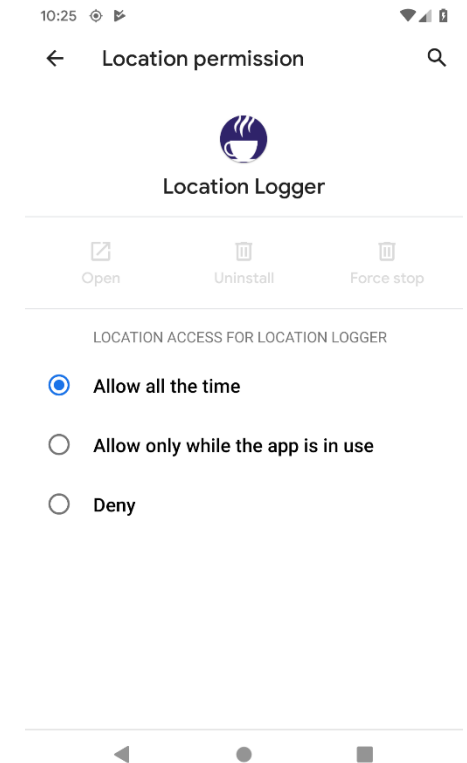 10:25
Location permission
Location Logger
Open Uninstall Force stop
LOCATION ACCESS FOR LOCATION LOGGER
Allow all the time
Allow only while the app is in use
Deny